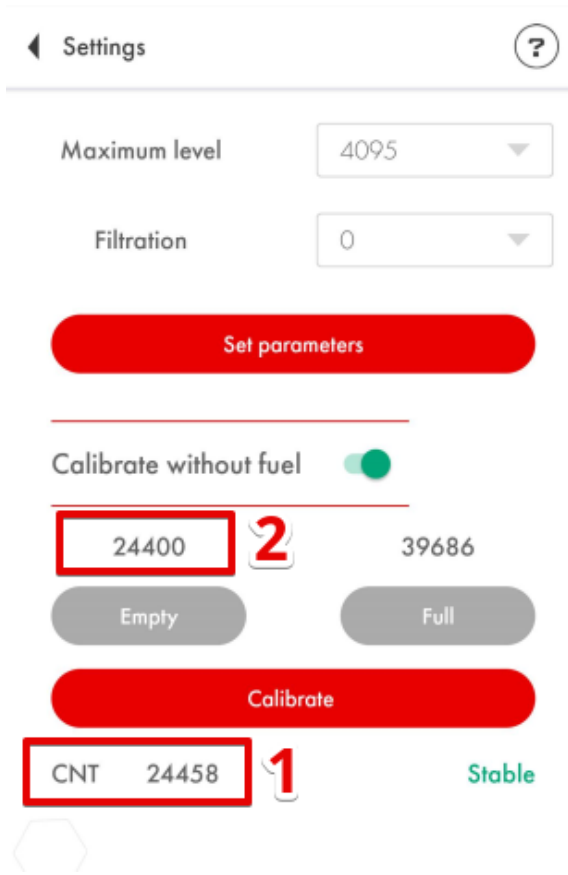 Settings ?
Maximum level 4095
Filtration 0
Set parameters
Calibrate without fuel
24400 2 39686
Empty Full
Calibrate
CNT 24458 1 Stable